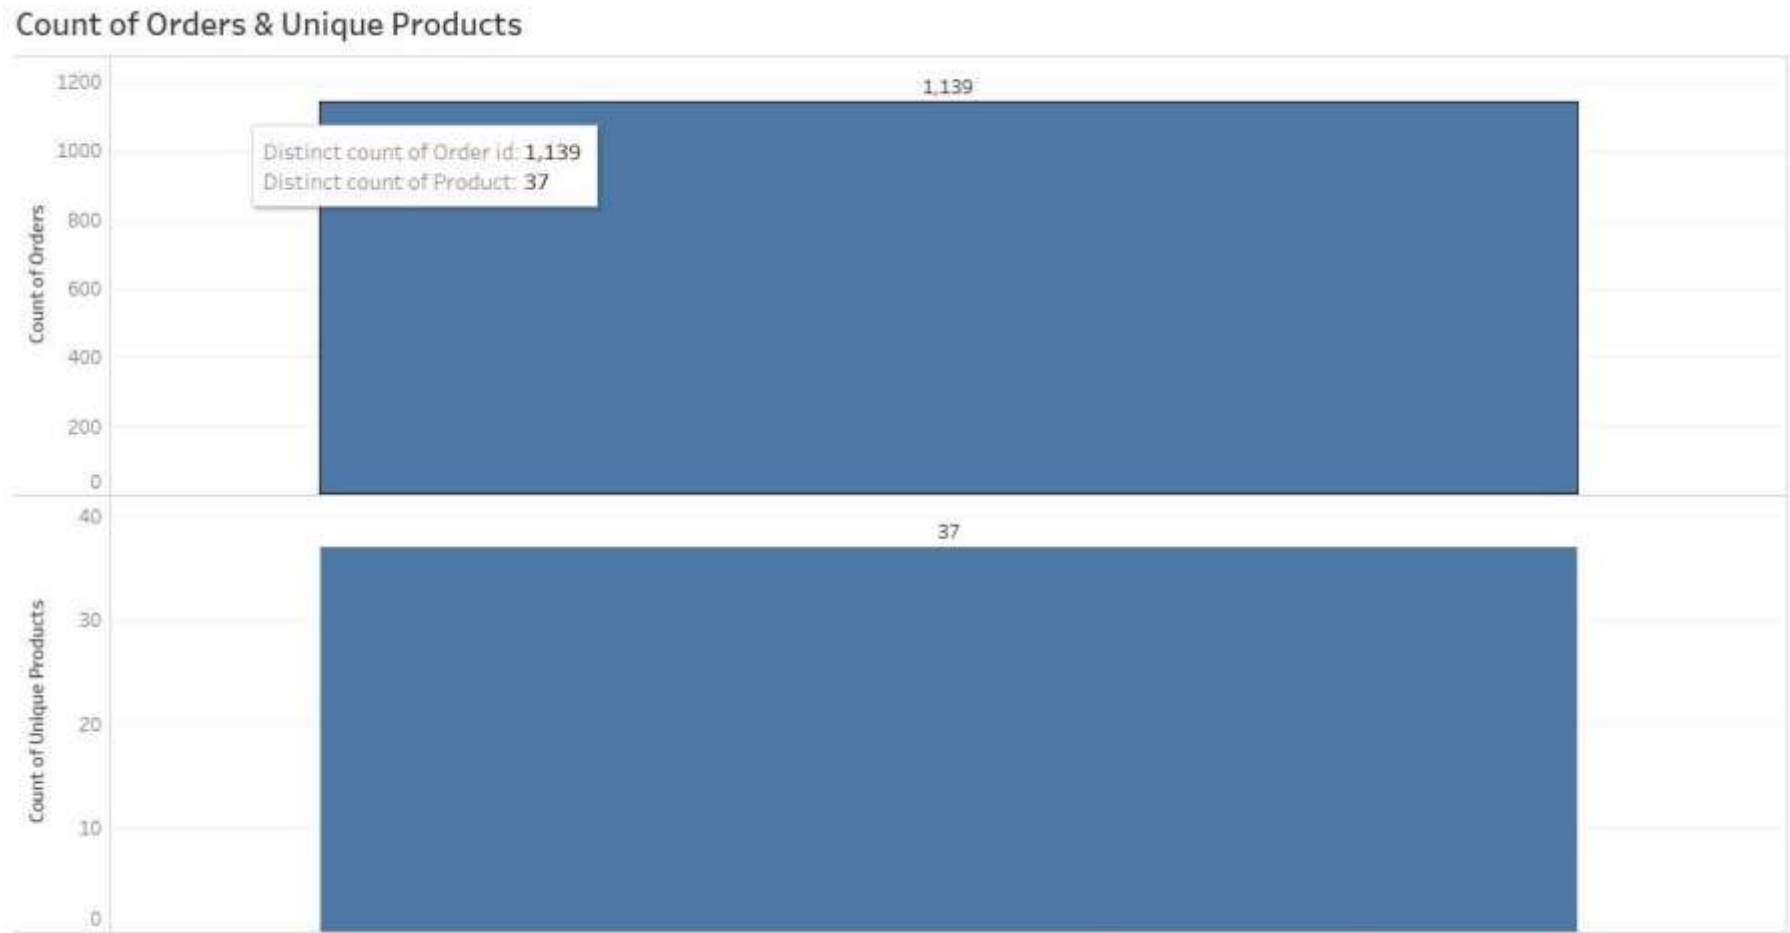 Count of Orders & Unique Products
1200
1,139
1000
Distinct count of Order id: 1,139
Distinct count of Product: 37
800
600
400
200
0
Count of Orders
40
37
30
20
10
0
Count of Unique Products